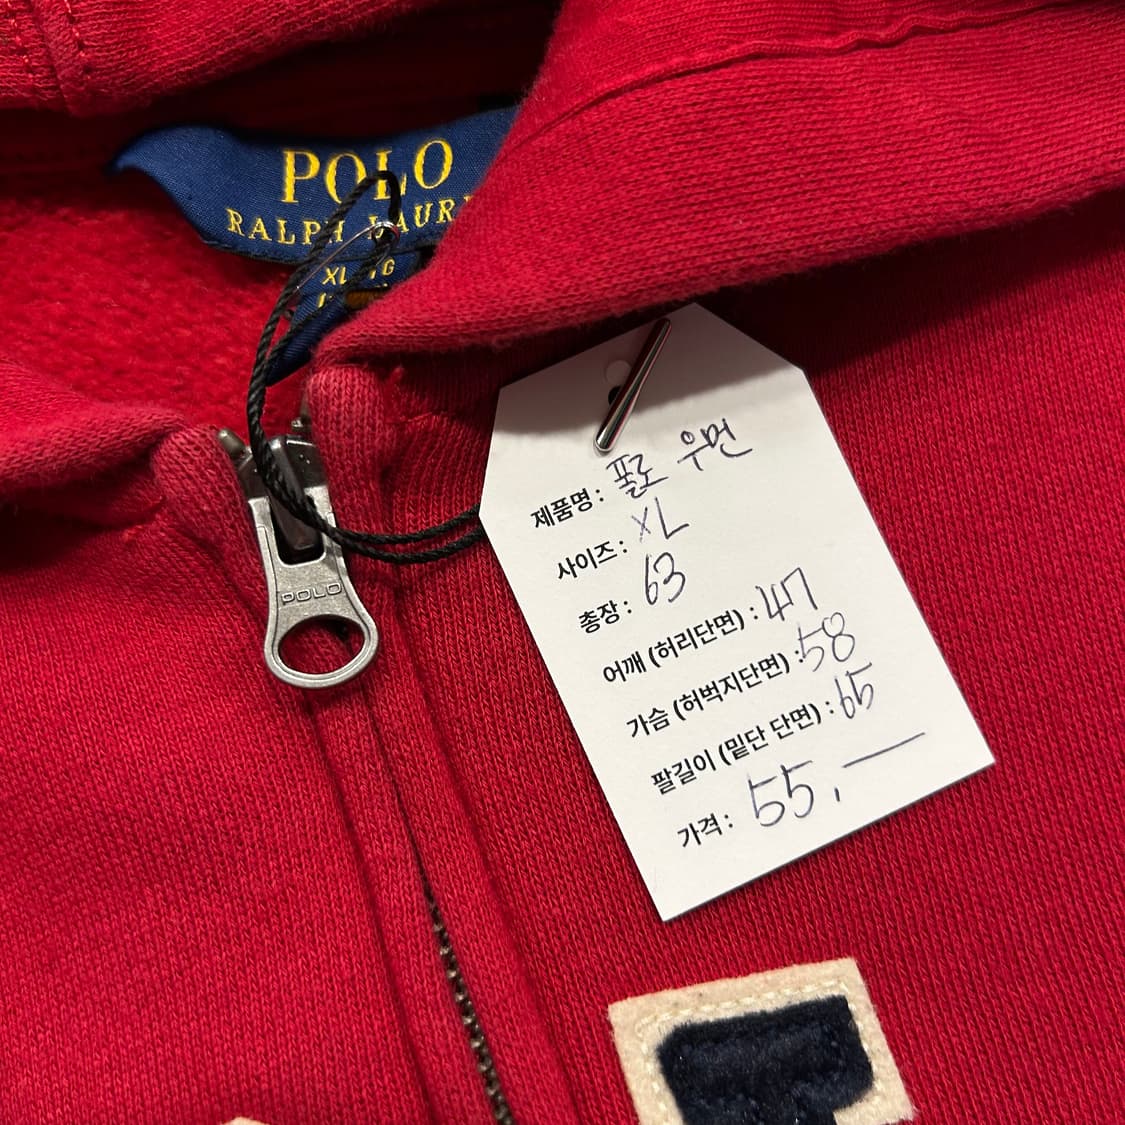 POLO
RALPH LAUR
XL TG
POLO
제품명 : 폴로 우먼
사이즈 : XL
총장 : 63
어깨 (허리단면) : 47
가슴 (허벅지단면) : 58
팔길이 (밑단 단면) : 65
가격 : 55,—